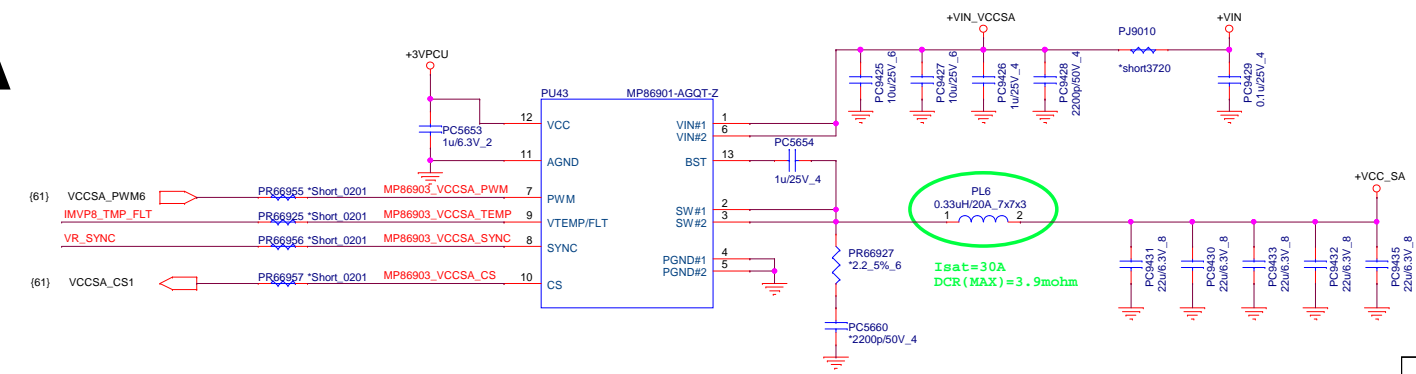 +VIN_VCCSA
+VIN
PJ9010
*short3720
+3VPCU
PC9425
10u/25V_6
PC9427
10u/25V_6
PC9426
1u/25V_4
PC9428
2200p/50V_4
PC9429
0.1u/25V_4
PU43
MP86901-AGQT-Z
PC5653
1u/6.3V_2
12
VCC
11
AGND
7
PWM
9
VTEMP/FLT
8
SYNC
10
CS
VIN#1
1
VIN#2
6
BST
13
SW#1
2
SW#2
3
PGND#1
4
PGND#2
5
PC5654
1u/25V_4
{61}
VCCSA_PWM6
PR66955 *Short_0201
MP86903_VCCSA_PWM
IMVP8_TMP_FLT
PR66925 *Short_0201
MP86903_VCCSA_TEMP
VR_SYNC
PR66956 *Short_0201
MP86903_VCCSA_SYNC
{61}
VCCSA_CS1
PR66957 *Short_0201
MP86903_VCCSA_CS
PL6
0.33uH/20A_7x7x3
1
2
Isat=30A
DCR(MAX)=3.9mohm
PR66927
*2.2_5%_6
PC5660
*2200p/50V_4
+VCC_SA
PC9431
22u/6.3V_8
PC9430
22u/6.3V_8
PC9433
22u/6.3V_8
PC9432
22u/6.3V_8
PC9435
22u/6.3V_8